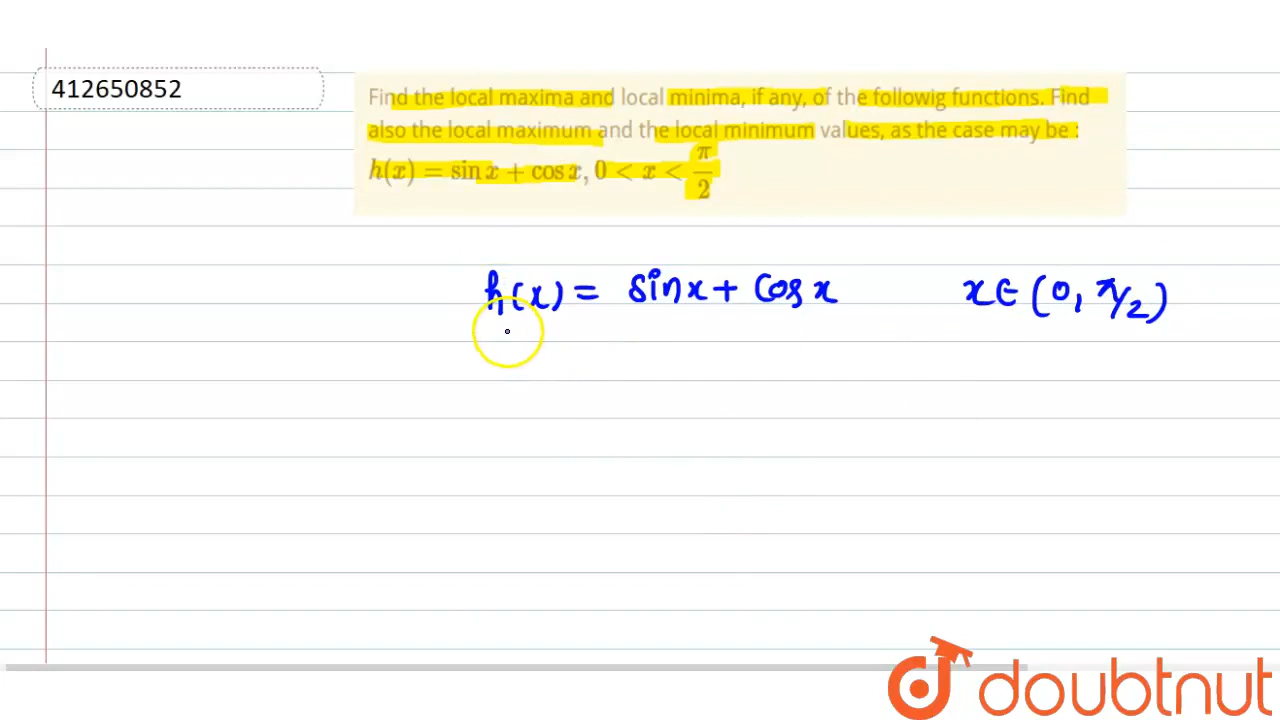 412650852
Find the local maxima and local minima, if any, of the followig functions. Find
also the local maximum and the local minimum values, as the case may be :
h(x) = sin x + cos x, 0 < x < π/2
h(x) = sinx + cos x x ∈ (0, π/2)
doubtnut